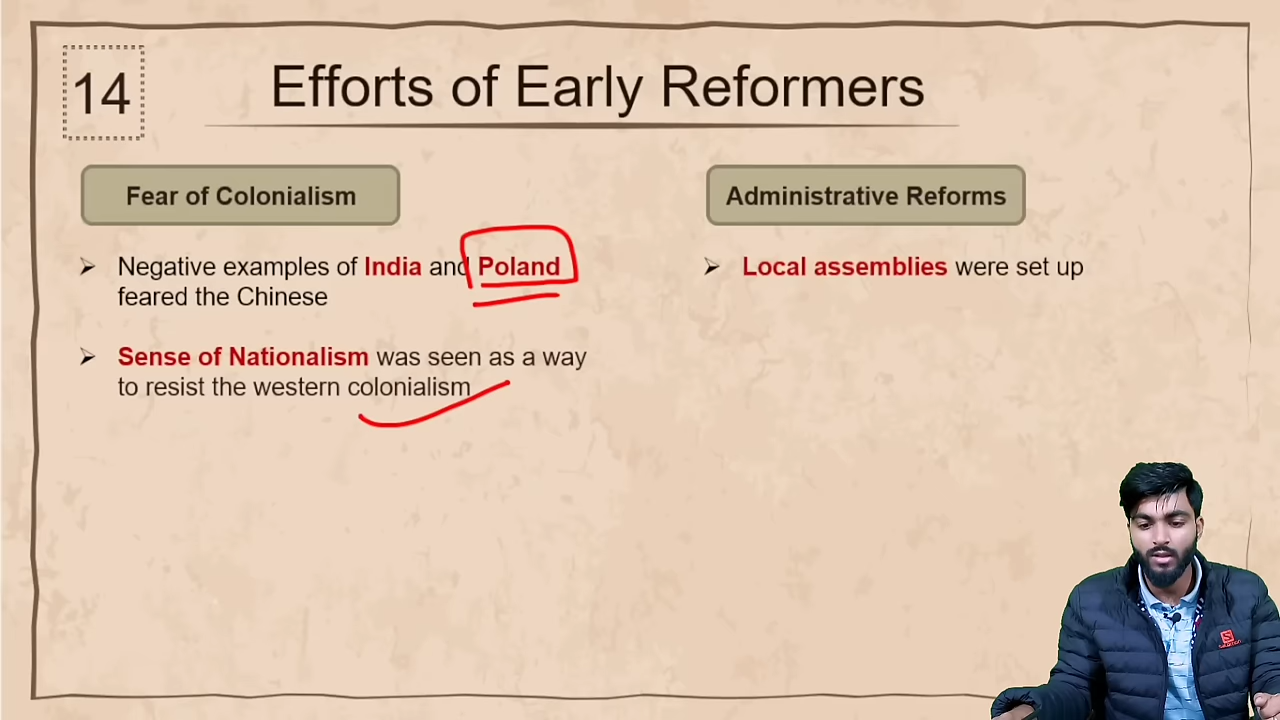 14
Efforts of Early Reformers
Fear of Colonialism
➢ Negative examples of India and Poland
feared the Chinese
➢ Sense of Nationalism was seen as a way
to resist the western colonialism
Administrative Reforms
➢ Local assemblies were set up
S